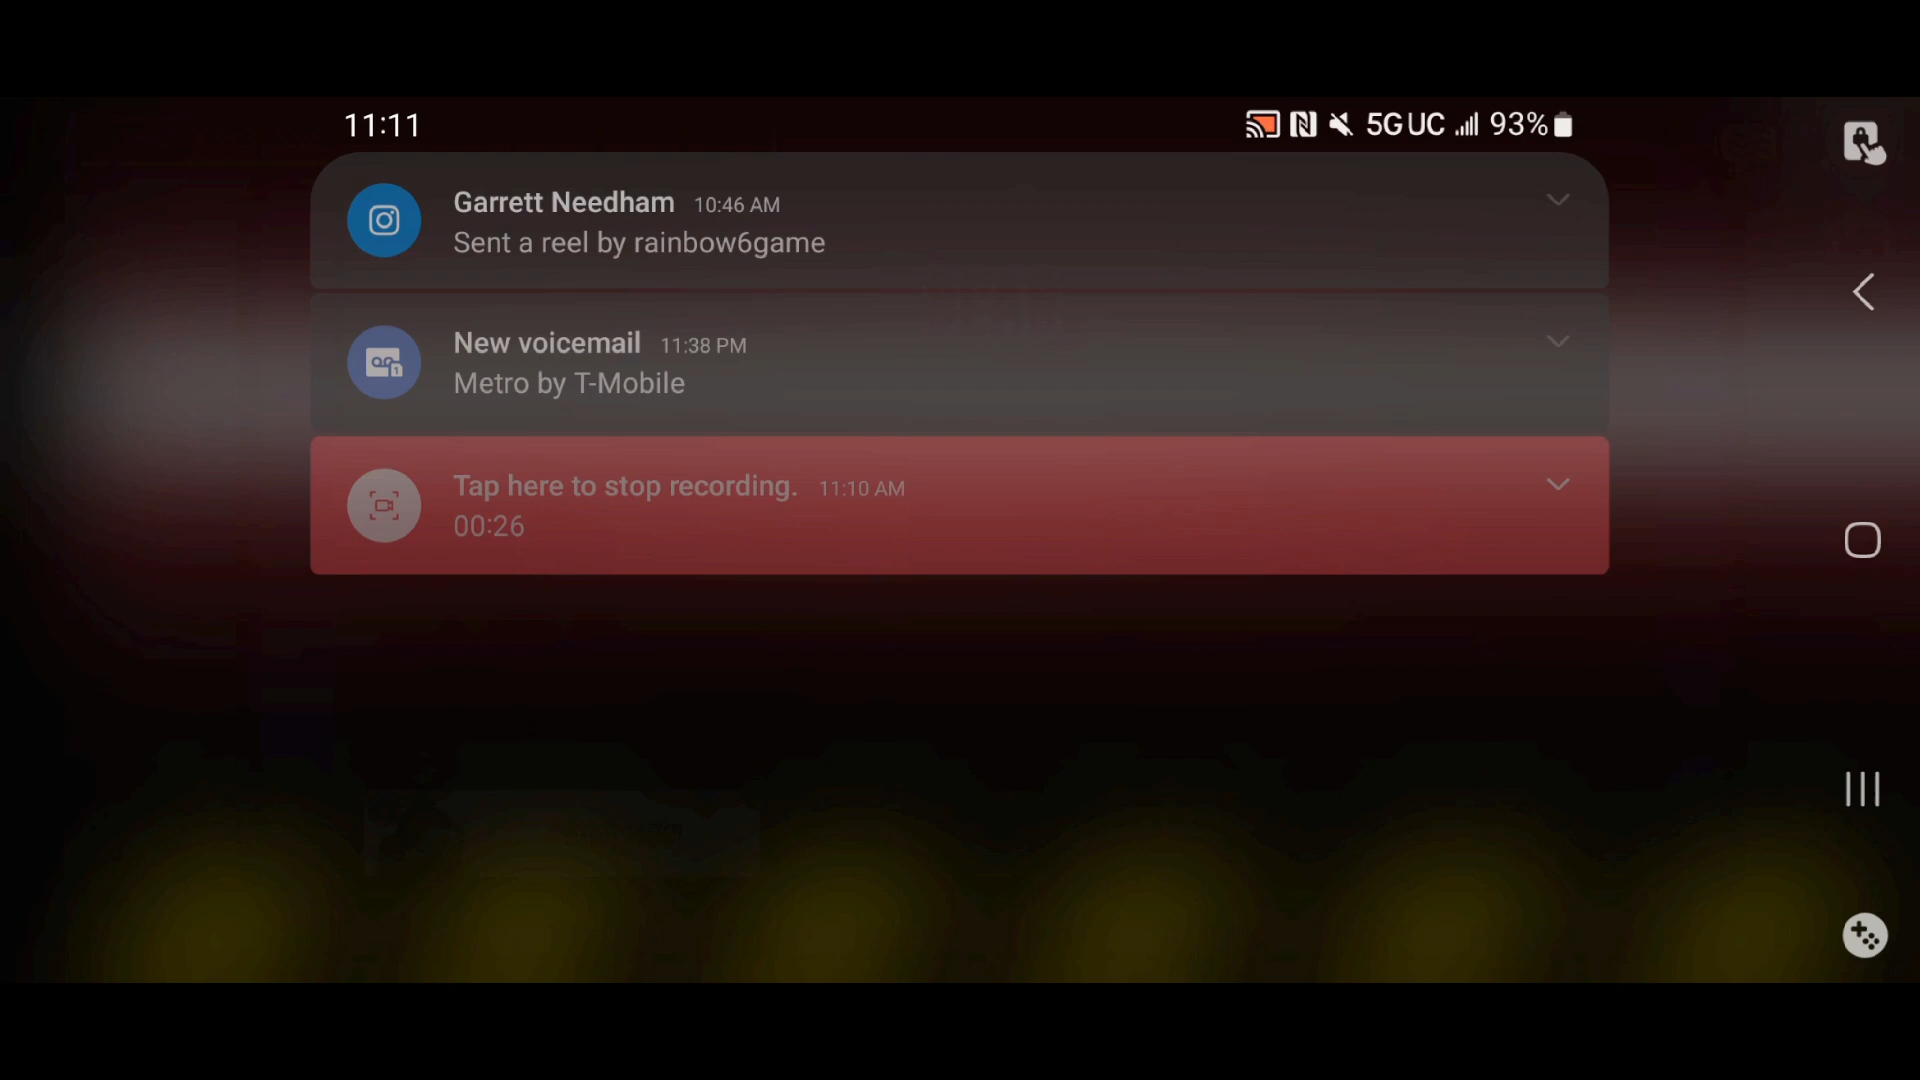 11:11 5G UC 93%
Garrett Needham 10:46 AM
Sent a reel by rainbow6game
New voicemail 11:38 PM
Metro by T-Mobile
Tap here to stop recording. 11:10 AM
00:26